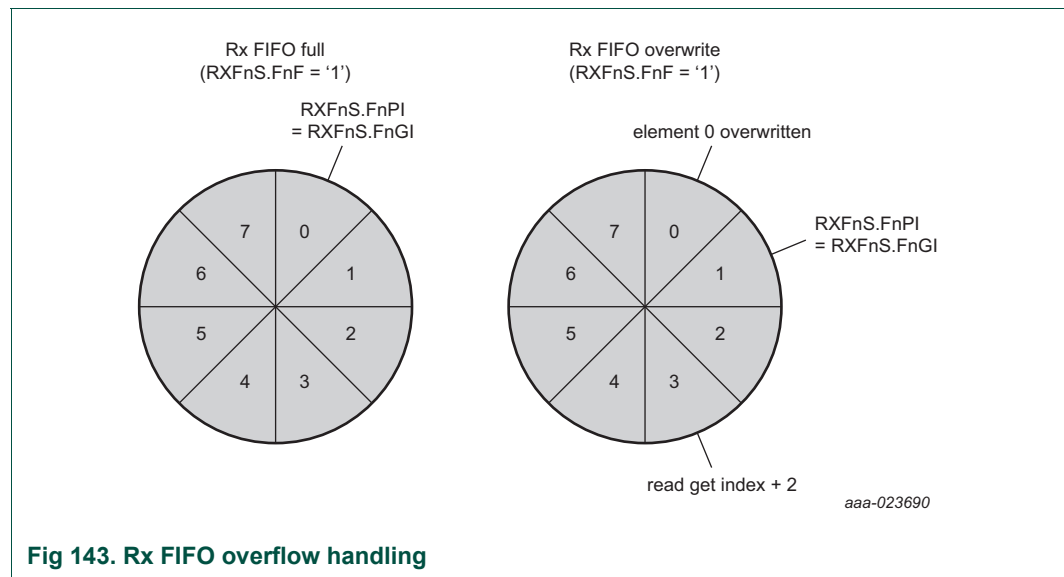 Rx FIFO full
(RXFnS.FnF = ‘1’)
RXFnS.FnPI
= RXFnS.FnGI
7
0
6
1
5
2
4
3
Rx FIFO overwrite
(RXFnS.FnF = ‘1’)
element 0 overwritten
RXFnS.FnPI
= RXFnS.FnGI
7
0
6
1
5
2
4
3
read get index + 2
aaa-023690
Fig 143. Rx FIFO overflow handling